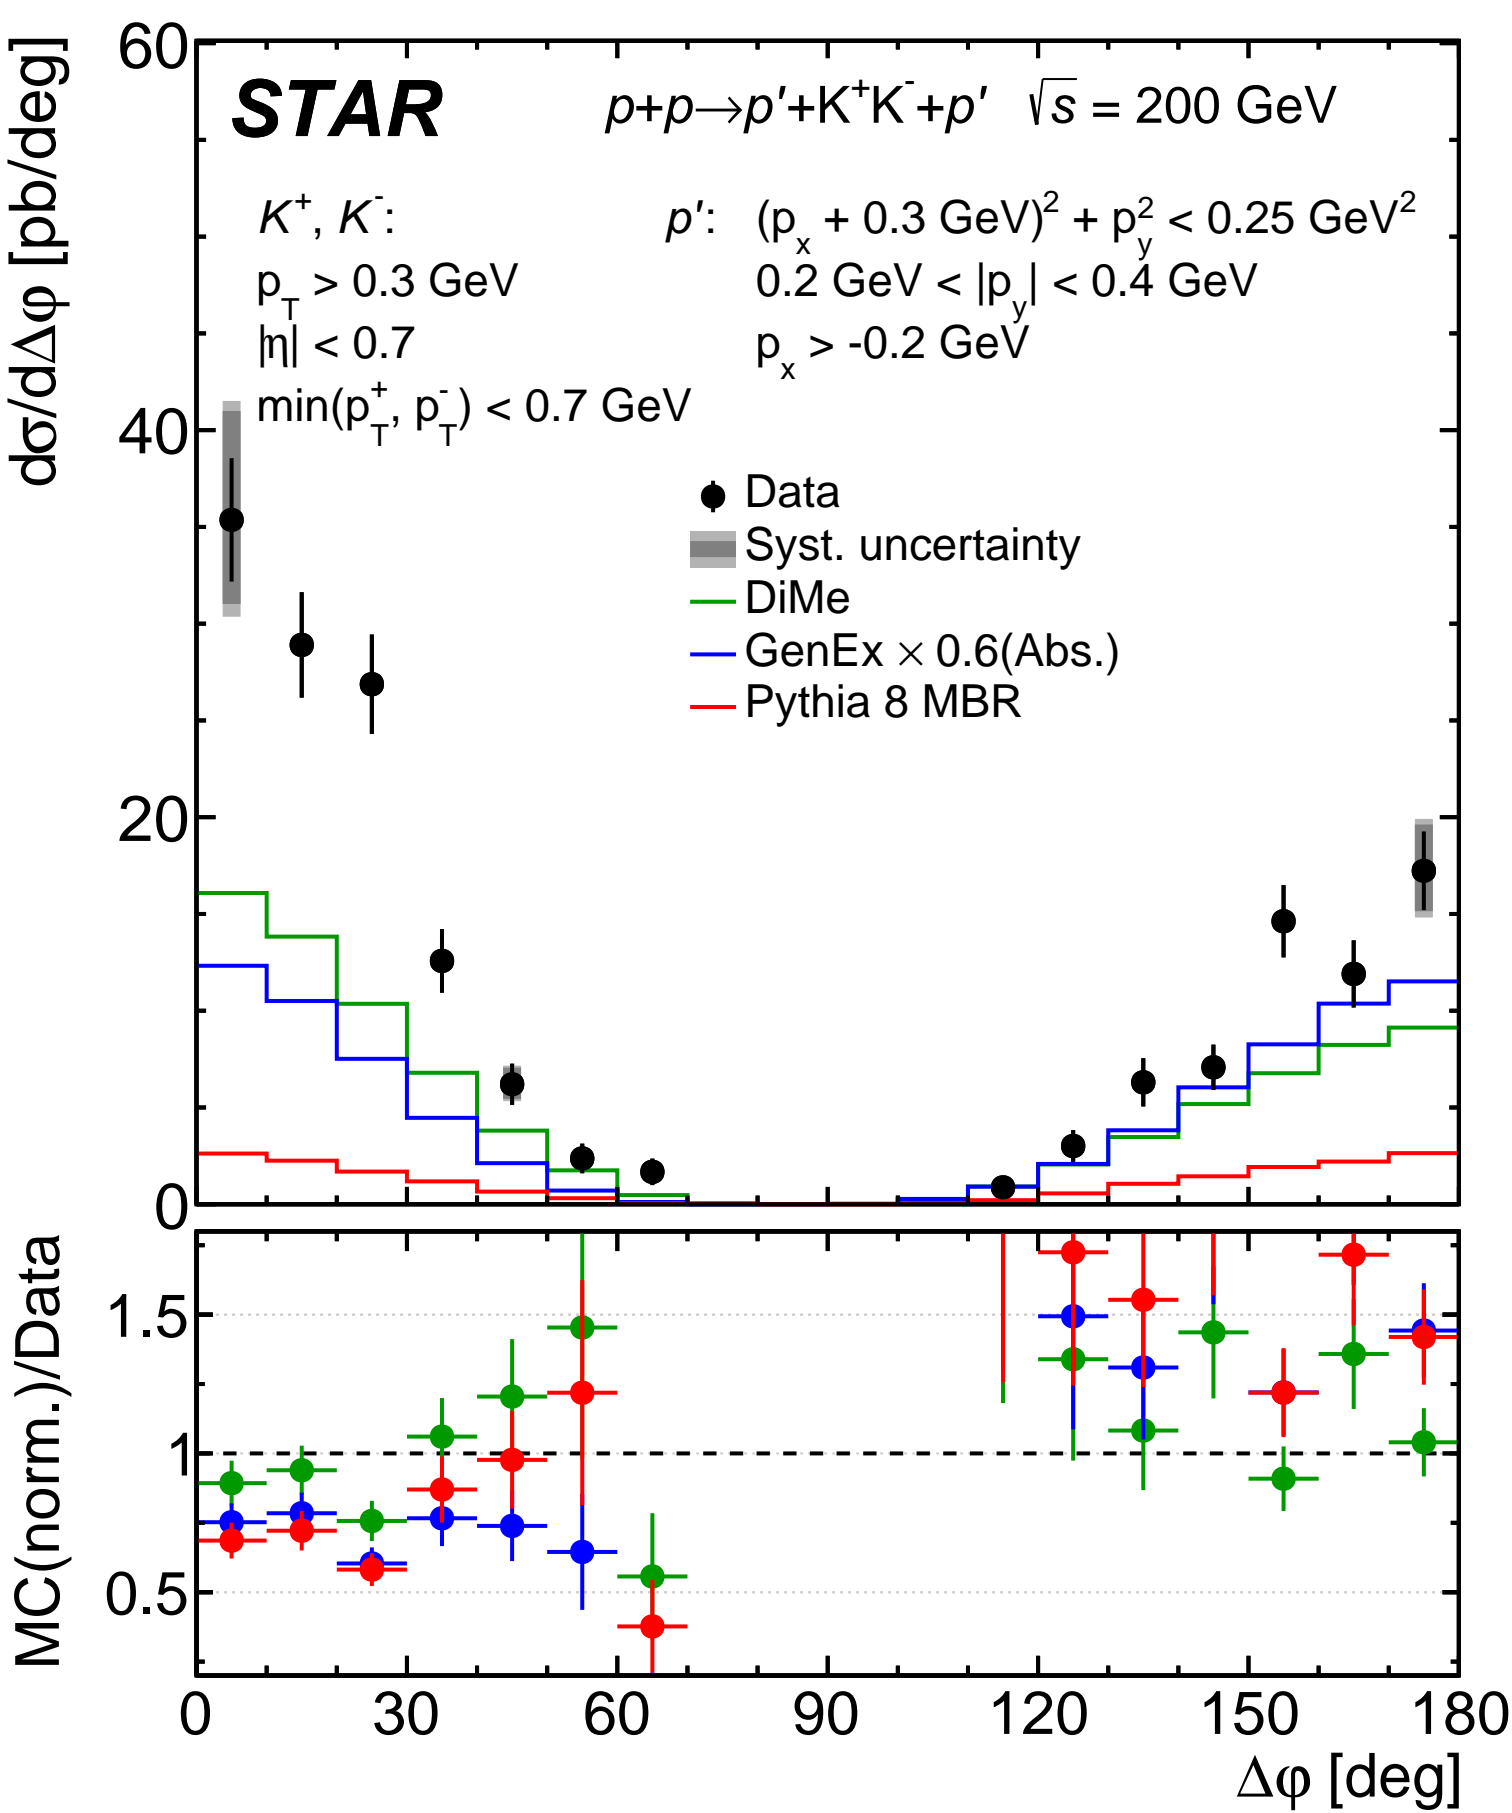 dσ/dΔφ [pb/deg]
60
40
20
0
STAR p+p→p′+K⁺K⁻+p′ √s = 200 GeV
K⁺, K⁻: p′: (pₓ + 0.3 GeV)² + p_y² < 0.25 GeV²
p_T > 0.3 GeV 0.2 GeV < |p_y| < 0.4 GeV
|η| < 0.7 pₓ > -0.2 GeV
min(p_T⁺, p_T⁻) < 0.7 GeV
Data
Syst. uncertainty
DiMe
GenEx × 0.6(Abs.)
Pythia 8 MBR
MC(norm.)/Data
1.5
1
0.5
0 30 60 90 120 150 180
Δφ [deg]